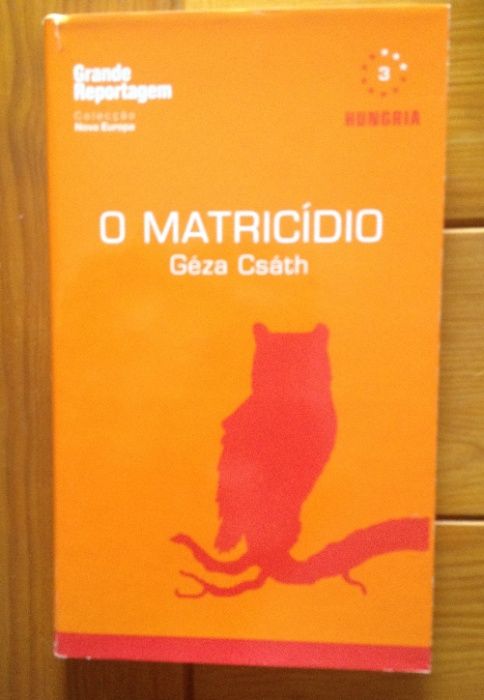 Grande
Reportagem
Colecção
Nova Europa
3
HUNGRIA
O MATRICÍDIO
Géza Csáth